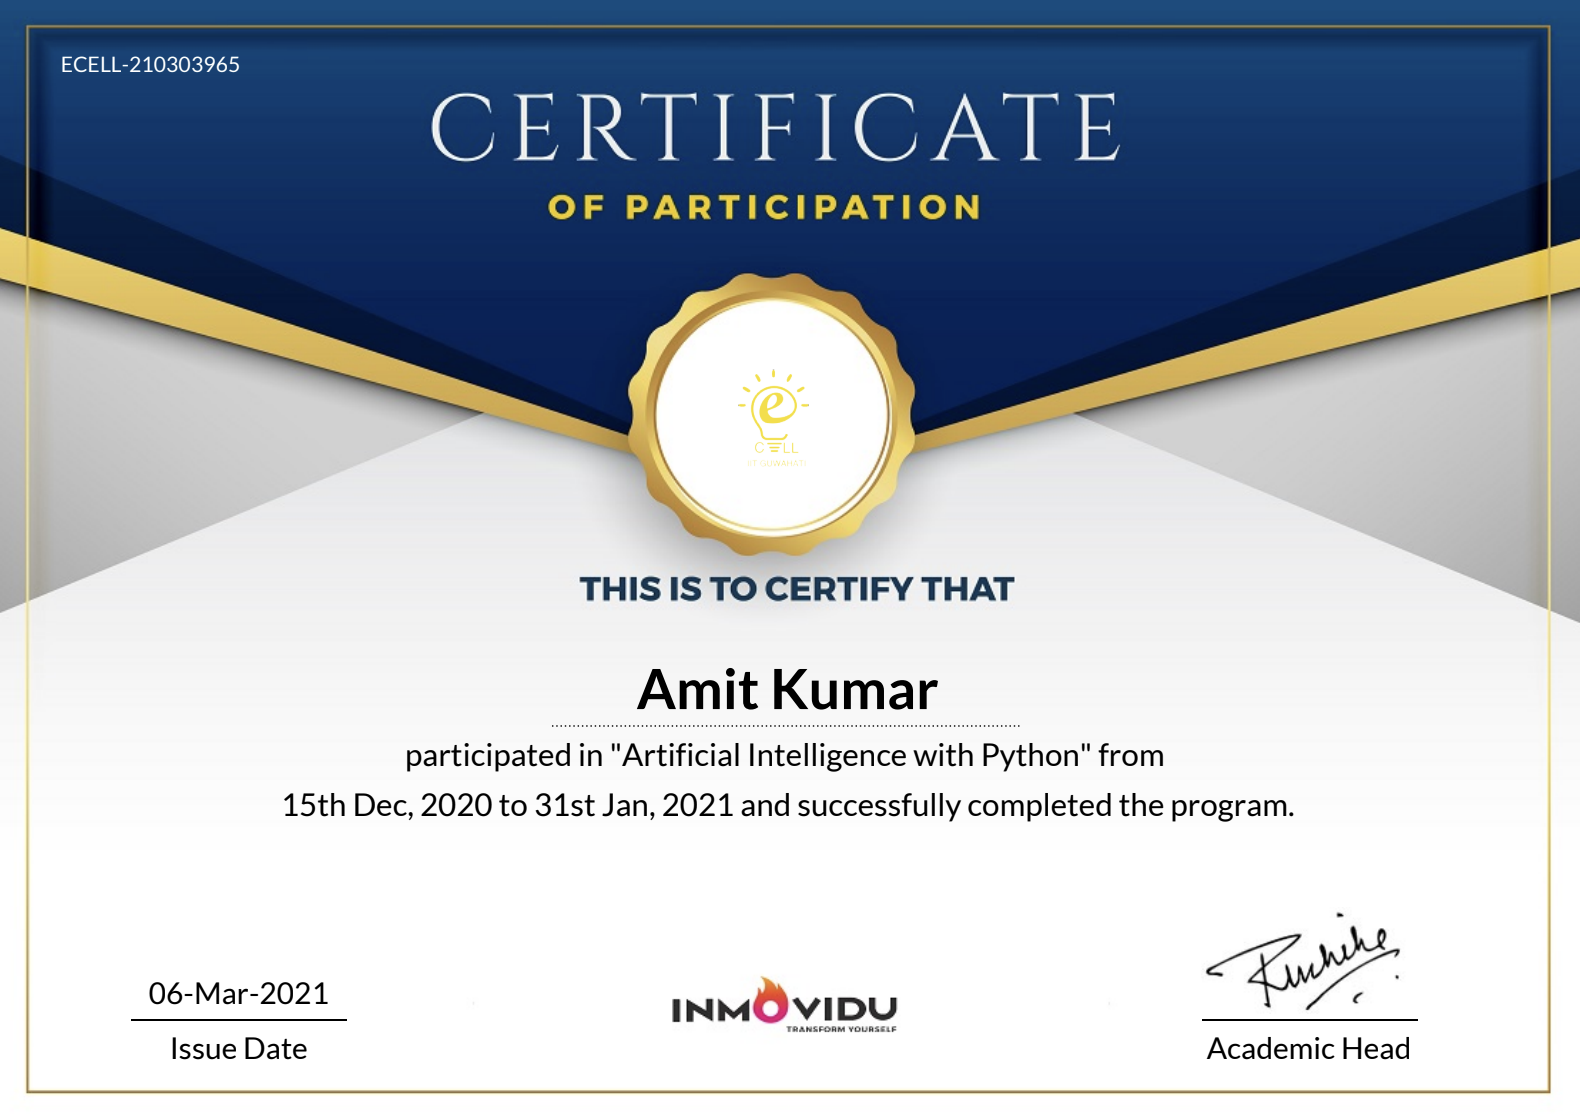 ECELL-210303965
CERTIFICATE
OF PARTICIPATION
e
CELL
IIT GUWAHATI
THIS IS TO CERTIFY THAT
Amit Kumar
participated in "Artificial Intelligence with Python" from
15th Dec, 2020 to 31st Jan, 2021 and successfully completed the program.
06-Mar-2021
Issue Date
INMOVIDU
TRANSFORM YOURSELF
Academic Head